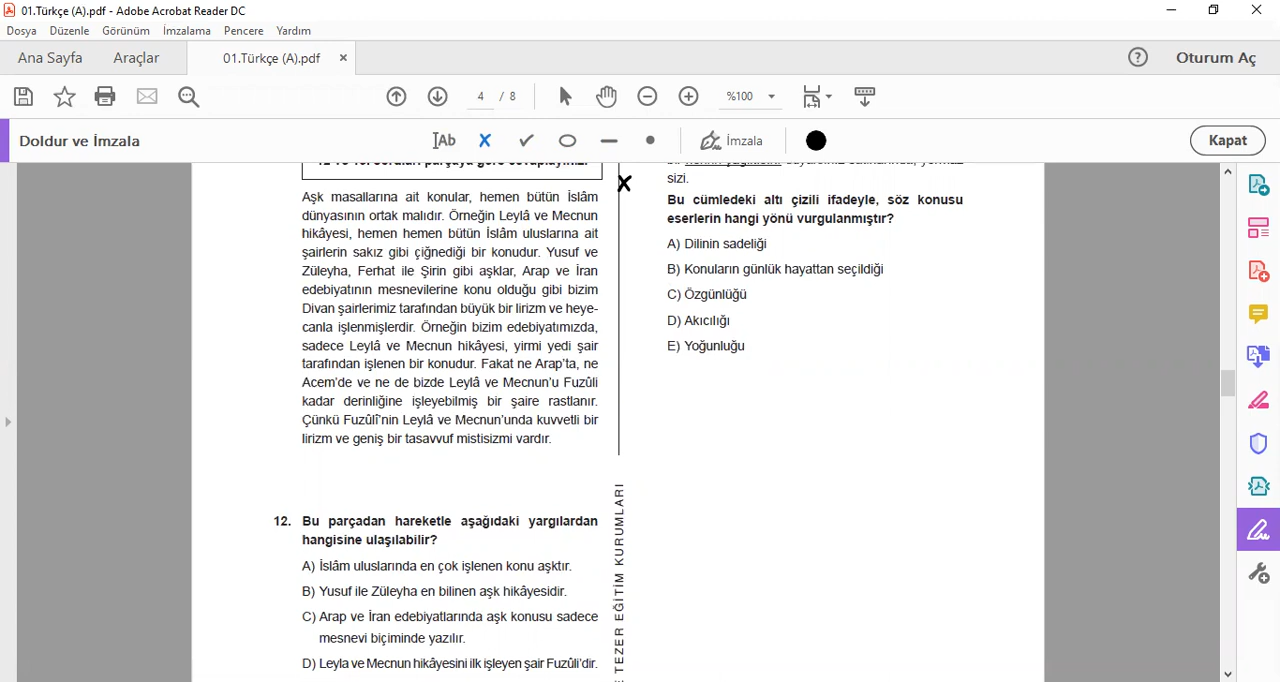 01.Türkçe (A).pdf - Adobe Acrobat Reader DC
Dosya Düzenle Görünüm İmzalama Pencere Yardım
Ana Sayfa Araçlar 01.Türkçe (A).pdf × ? Oturum Aç
4 / 8 %100
Doldur ve İmzala Ab İmzala Kapat
Aşk masallarına ait konular, hemen bütün İslâm
dünyasının ortak malıdır. Örneğin Leylâ ve Mecnun
hikâyesi, hemen hemen bütün İslâm uluslarına ait
şairlerin sakız gibi çiğnediği bir konudur. Yusuf ve
Züleyha, Ferhat ile Şirin gibi aşklar, Arap ve İran
edebiyatının mesnevilerine konu olduğu gibi bizim
Divan şairlerimiz tarafından büyük bir lirizm ve heye-
canla işlenmişlerdir. Örneğin bizim edebiyatımızda,
sadece Leylâ ve Mecnun hikâyesi, yirmi yedi şair
tarafından işlenen bir konudur. Fakat ne Arap’ta, ne
Acem’de ve ne de bizde Leylâ ve Mecnun’u Fuzûli
kadar derinliğine işleyebilmiş bir şaire rastlanır.
Çünkü Fuzûlî’nin Leylâ ve Mecnun’unda kuvvetli bir
lirizm ve geniş bir tasavvuf mistisizmi vardır.
12. Bu parçadan hareketle aşağıdaki yargılardan
hangisine ulaşılabilir?
A) İslâm uluslarında en çok işlenen konu aşktır.
B) Yusuf ile Züleyha en bilinen aşk hikâyesidir.
C) Arap ve İran edebiyatlarında aşk konusu sadece
mesnevi biçiminde yazılır.
D) Leyla ve Mecnun hikâyesini ilk işleyen şair Fuzûli’dir.
TEZER EĞİTİM KURUMLARI
sizi.
Bu cümledeki altı çizili ifadeyle, söz konusu
eserlerin hangi yönü vurgulanmıştır?
A) Dilinin sadeliği
B) Konuların günlük hayattan seçildiği
C) Özgünlüğü
D) Akıcılığı
E) Yoğunluğu